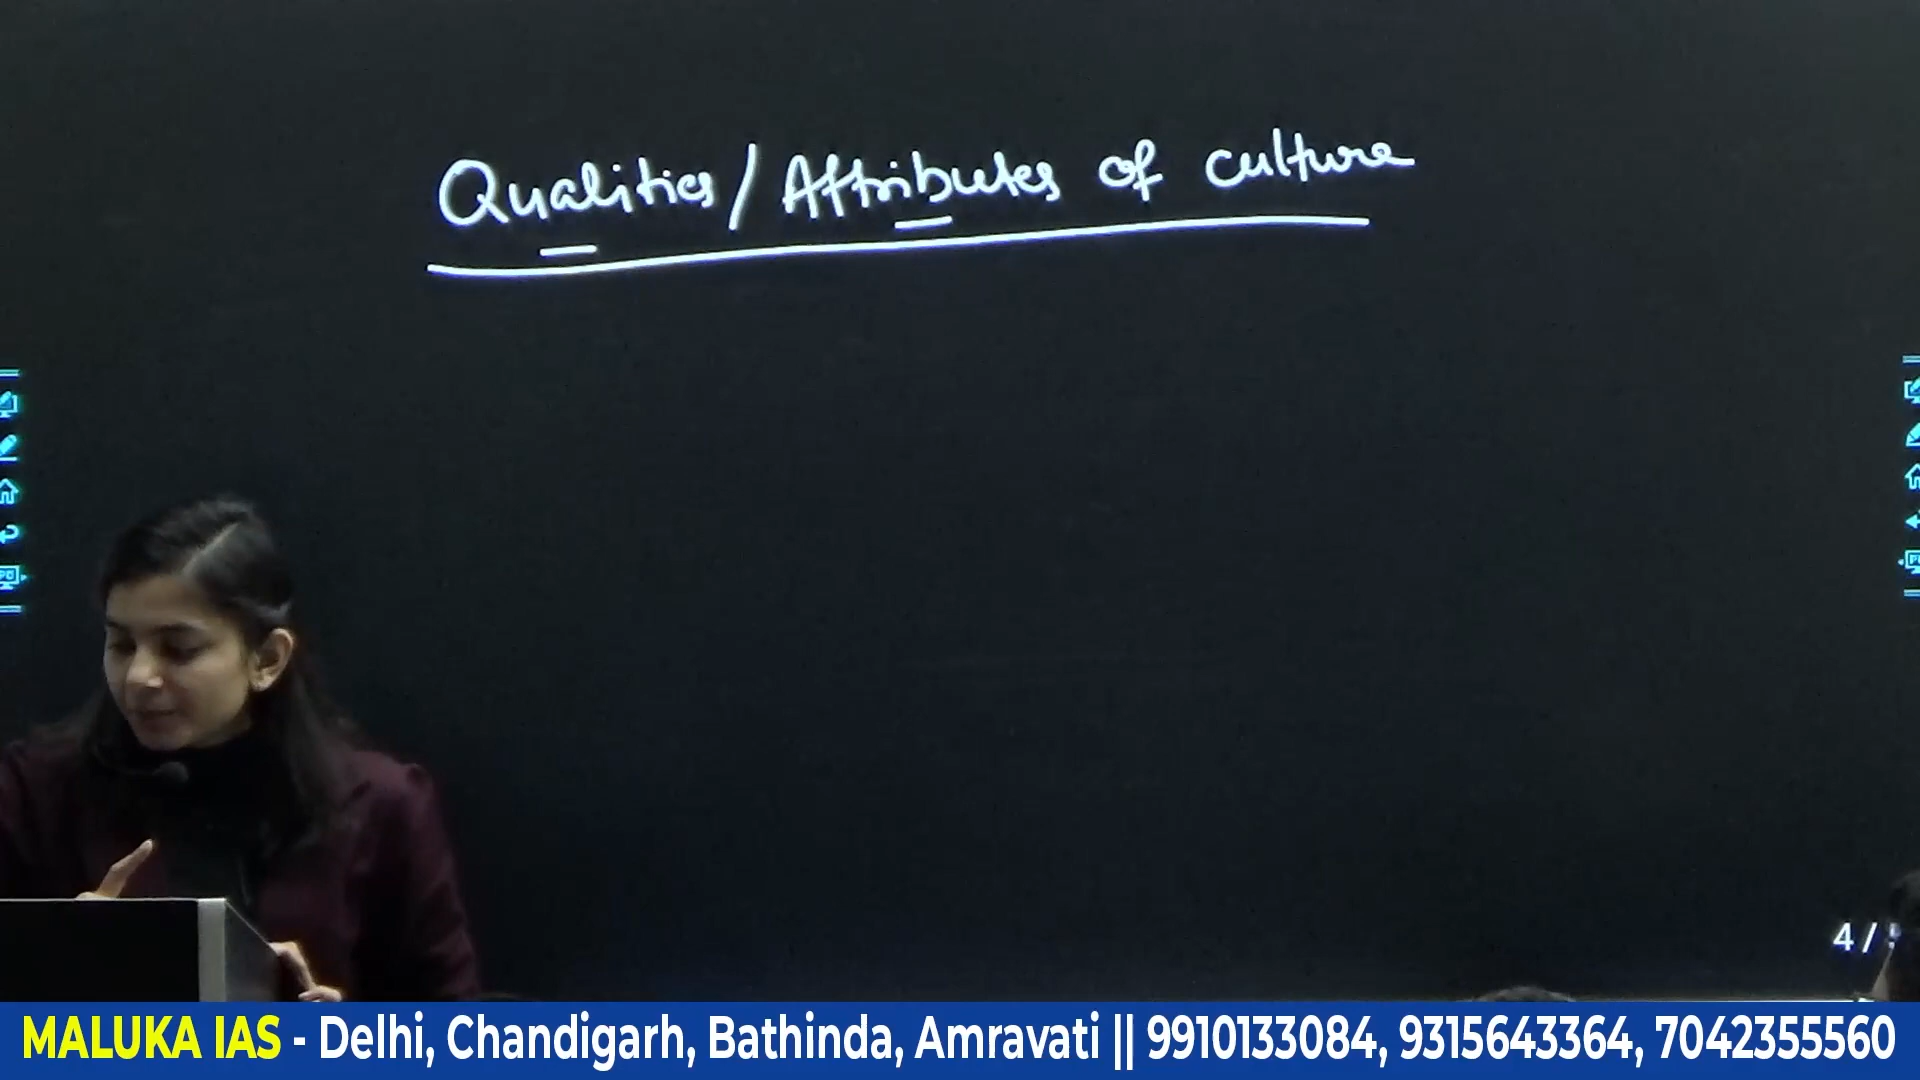 Qualities/Attributes of culture
4 /
MALUKA IAS - Delhi, Chandigarh, Bathinda, Amravati || 9910133084, 9315643364, 7042355560